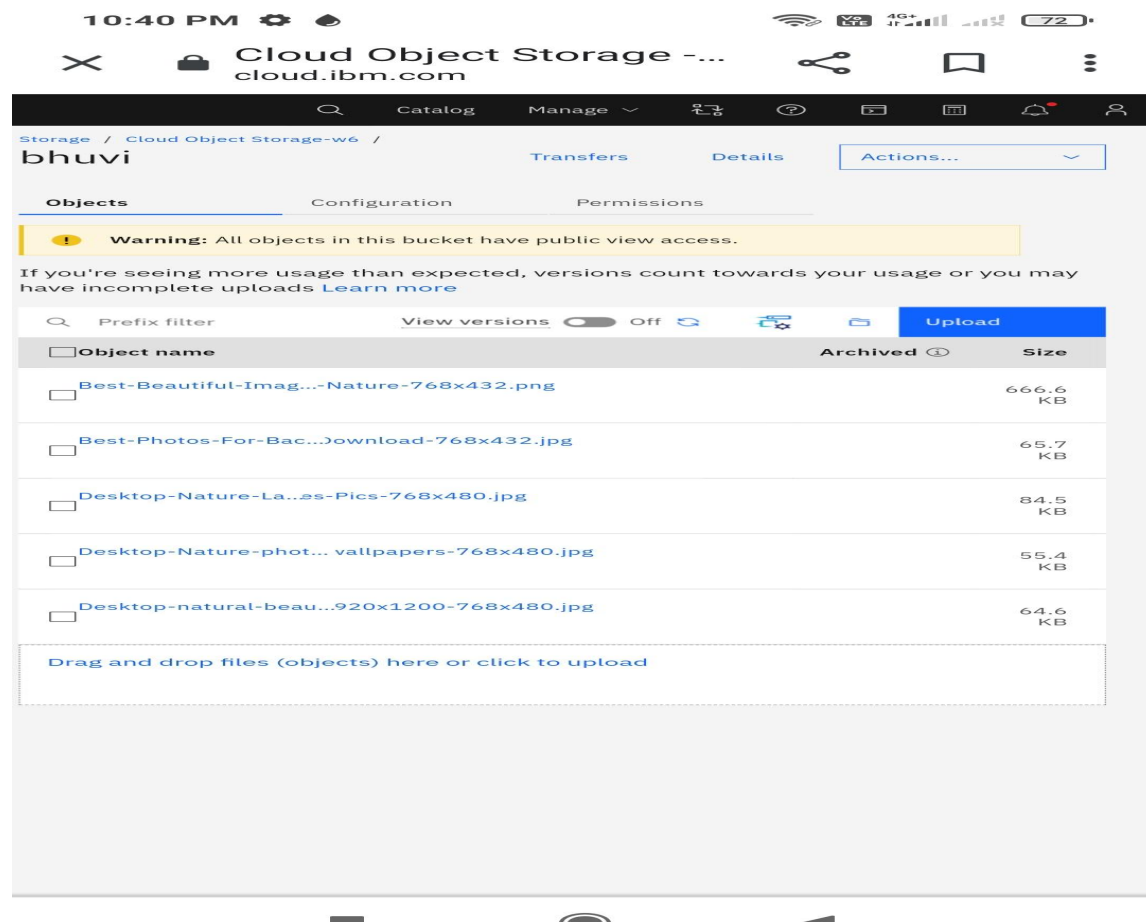 10:40 PM
Vo LTE 4G+ 72
Cloud Object Storage -...
cloud.ibm.com
Catalog Manage
Storage / Cloud Object Storage-w6 /
bhuvi Transfers Details Actions...
Objects Configuration Permissions
Warning: All objects in this bucket have public view access.
If you're seeing more usage than expected, versions count towards your usage or you may
have incomplete uploads Learn more
Prefix filter View versions Off Upload
Object name Archived Size
Best-Beautiful-Imag...-Nature-768x432.png 666.6 KB
Best-Photos-For-Bac...Download-768x432.jpg 65.7 KB
Desktop-Nature-La...es-Pics-768x480.jpg 84.5 KB
Desktop-Nature-phot... vallpapers-768x480.jpg 55.4 KB
Desktop-natural-beau...920x1200-768x480.jpg 64.6 KB
Drag and drop files (objects) here or click to upload